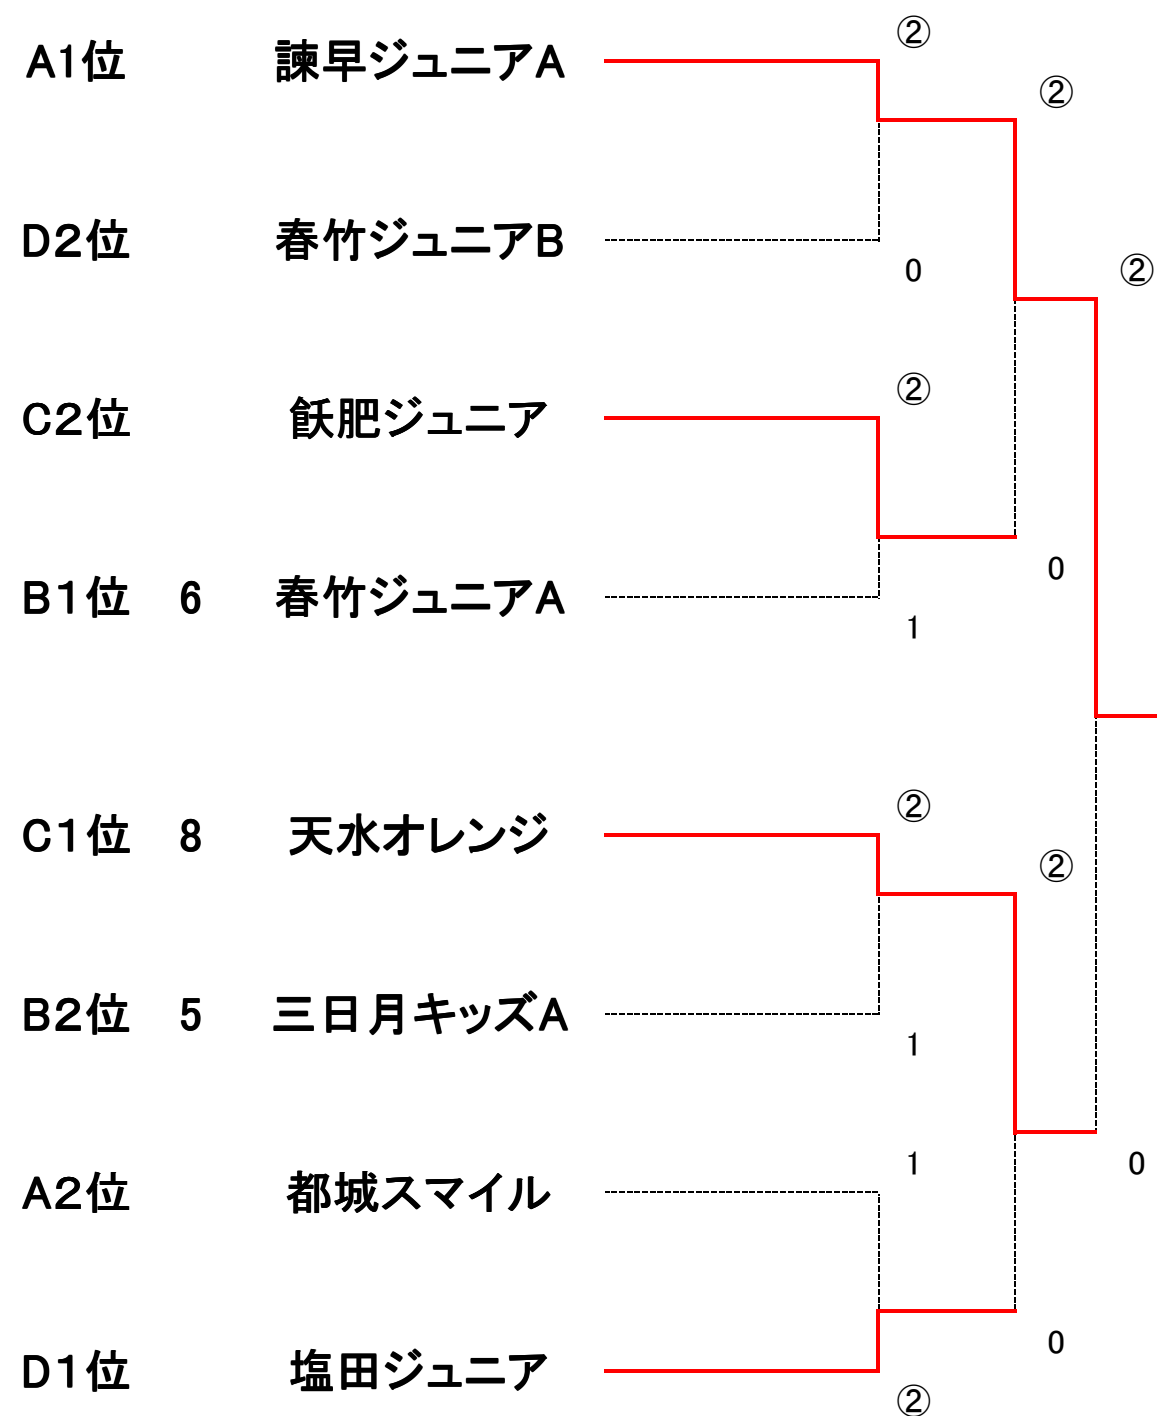 ②
A1位 諫早ジュニアA
②
D2位 春竹ジュニアB
0
②
②
C2位 飫肥ジュニア
0
B1位 6 春竹ジュニアA
1
②
C1位 8 天水オレンジ
②
B2位 5 三日月キッズA
1
1
0
A2位 都城スマイル
0
D1位 塩田ジュニア
②